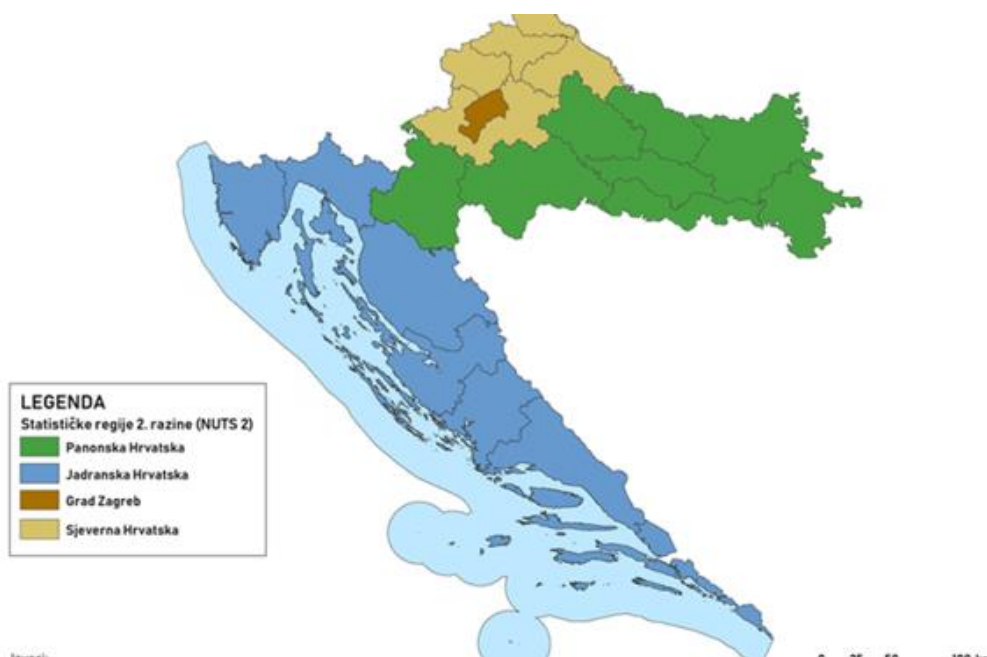 LEGENDA
Statističke regije 2. razine (NUTS 2)
Panonska Hrvatska
Jadranska Hrvatska
Grad Zagreb
Sjeverna Hrvatska